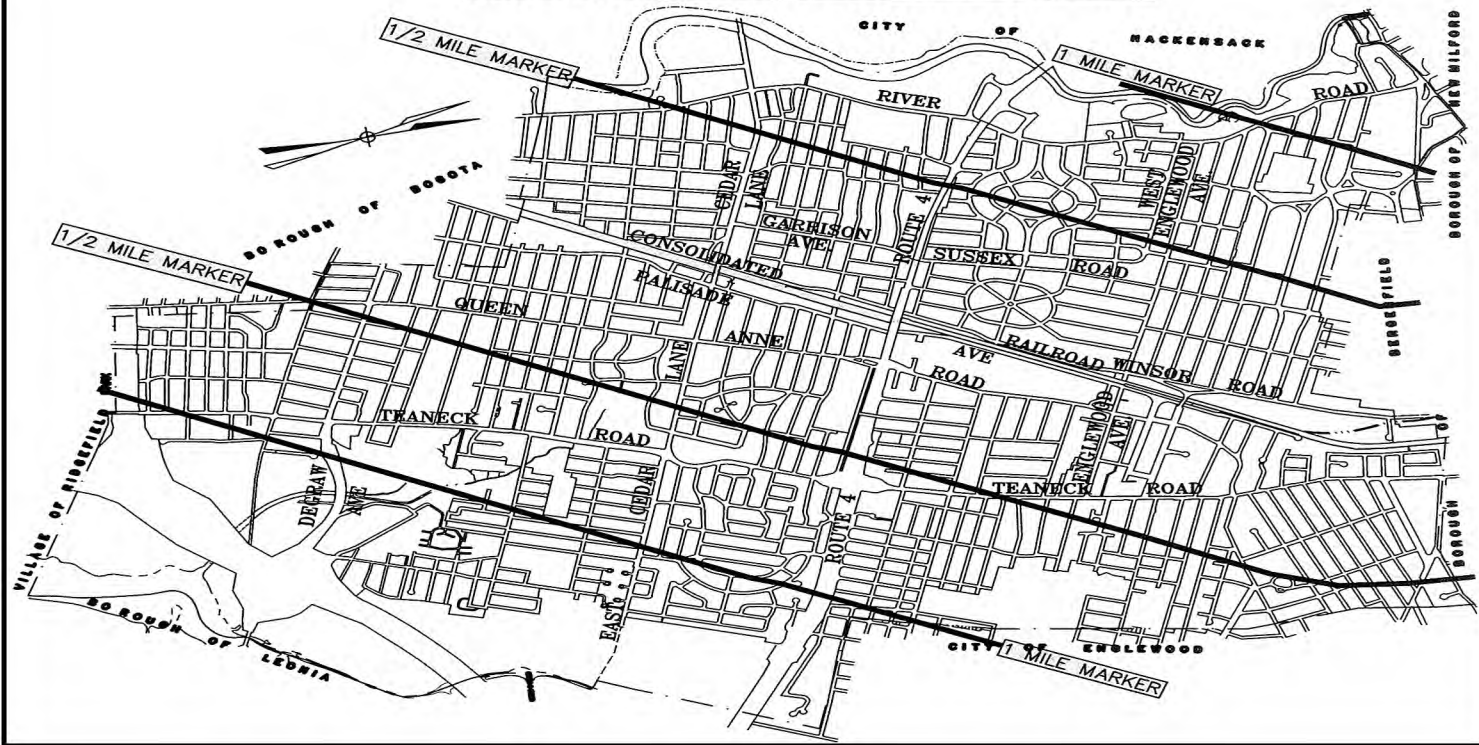 CITY OF HACKENSACK
1/2 MILE MARKER
1 MILE MARKER
RIVER ROAD
BOROUGH OF NEW MILFORD
BOROUGH OF BOGOTA
CEDAR LANE
WEST ENGLEWOOD AVE.
ROUTE 4
GARRISON AVE.
SUSSEX ROAD
1/2 MILE MARKER
CONSOLIDATED RAILROAD
PALISADE AVE
QUEEN ANNE ROAD
WINSOR ROAD
BERGENFIELD
LANE
TEANECK ROAD
ENGLEWOOD AVE
TEANECK ROAD
CEDAR
DEGRAW AVE
ROUTE 4
EAST
VILLAGE OF RIDGEFIELD
BOROUGH OF
BOROUGH OF LEONIA
CITY OF ENGLEWOOD
1 MILE MARKER